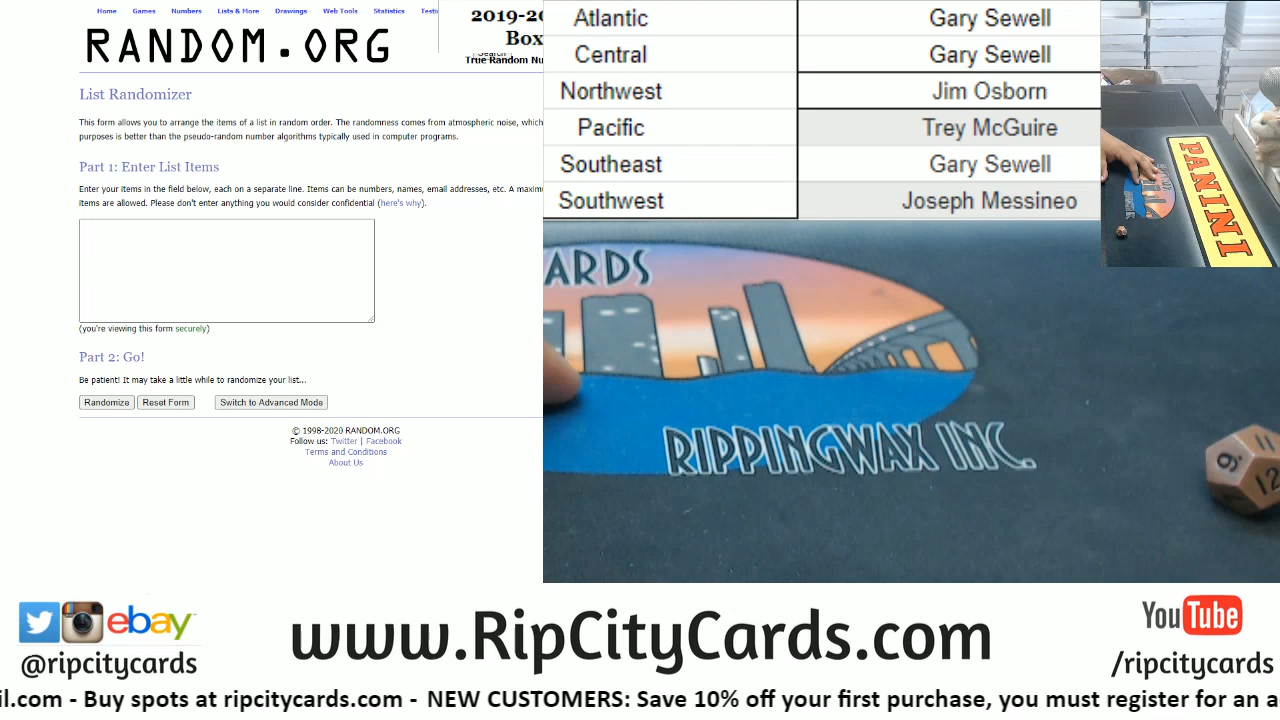 Home Games Numbers Lists & More Drawings Web Tools Statistics
RANDOM.ORG
2019-20
Box
Search
True Random Nu
List Randomizer
This form allows you to arrange the items of a list in random order. The randomness comes from atmospheric noise, which
purposes is better than the pseudo-random number algorithms typically used in computer programs.
Part 1: Enter List Items
Enter your items in the field below, each on a separate line. Items can be numbers, names, email addresses, etc. A maximu
items are allowed. Please don't enter anything you would consider confidential (here's why).
(you're viewing this form securely)
Part 2: Go!
Be patient! It may take a little while to randomize your list...
Randomize Reset Form Switch to Advanced Mode
© 1998-2020 RANDOM.ORG
Follow us: Twitter | Facebook
Terms and Conditions
About Us
Atlantic Gary Sewell
Central Gary Sewell
Northwest Jim Osborn
Pacific Trey McGuire
Southeast Gary Sewell
Southwest Joseph Messineo
PANINI
ARDS
RIPPINGWAX INC.
9.
11
12
ebay
@ripcitycards
www.RipCityCards.com
YouTube
/ripcitycards
il.com - Buy spots at ripcitycards.com - NEW CUSTOMERS: Save 10% off your first purchase, you must register for an a